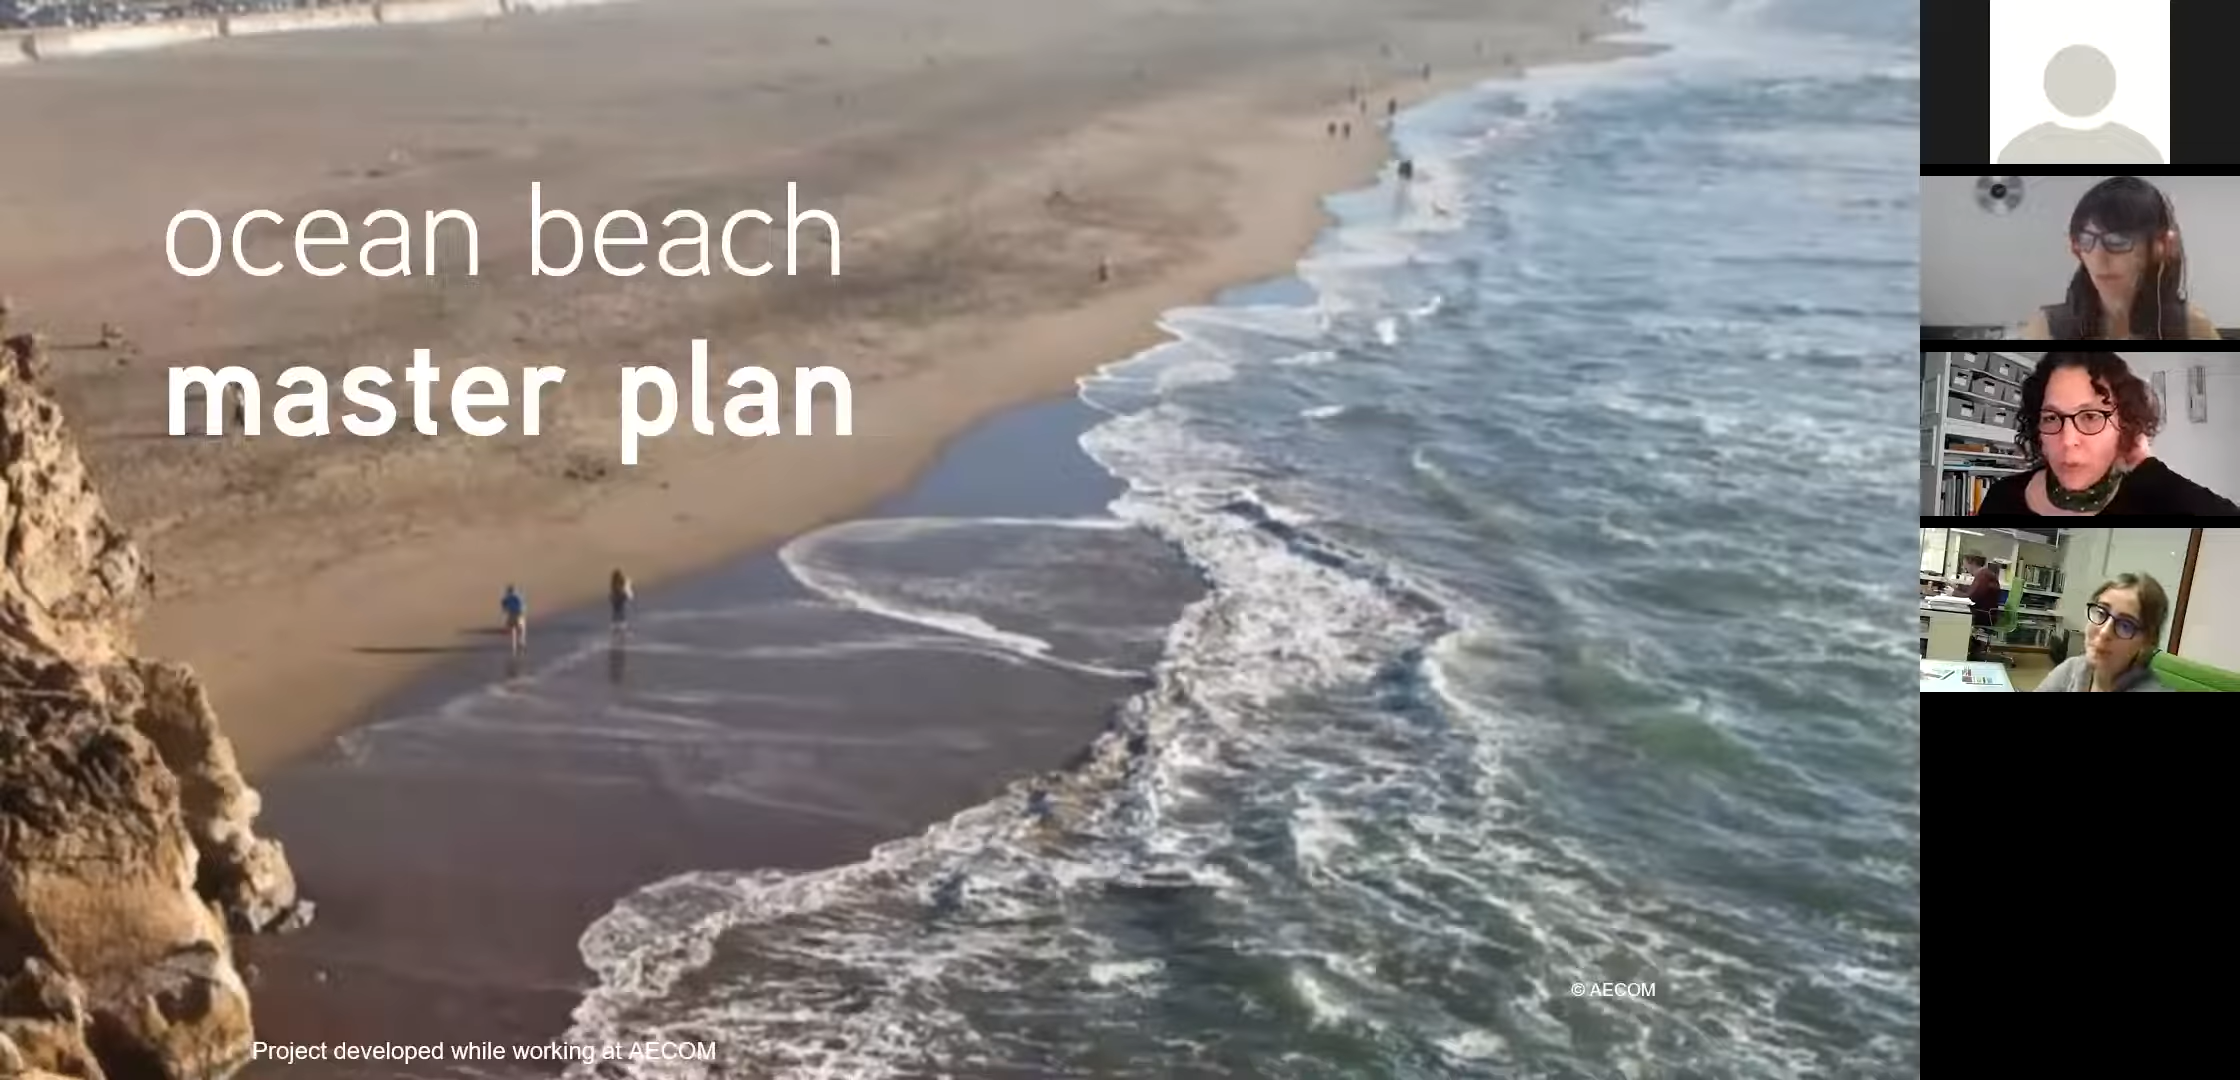 ocean beach
master plan
© AECOM
Project developed while working at AECOM